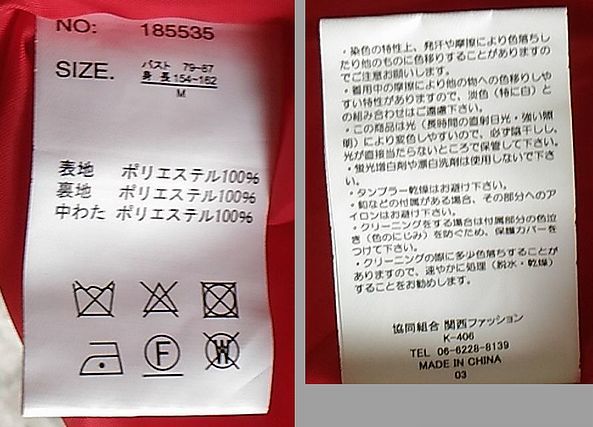 NO: 185535
SIZE. バスト 79-87
身長 154-162
M
表地 ポリエステル100%
裏地 ポリエステル100%
中わた ポリエステル100%
F
W
・染色の特性上、発汗や摩擦により色落ちし
たり他のものに色移りすることがありますの
でご注意お願いします。
・着用中の摩擦により他の物への色移りしや
すい特性がありますので、淡色（特に白）と
の組み合わせはご遠慮下さい。
・この商品は光（長時間の直射日光・強い照
明）により変色しやすいので、必ず陰干しし、
光が直接当たらないところで保管して下さい。
・蛍光増白剤や漂白洗剤は使用しないで下さ
い。
・タンブラー乾燥はお避け下さい。
・釦などの付属がある場合、その部分へのア
イロンはお避け下さい。
・クリーニングをする場合は付属部分の色泣
き（色のにじみ）を防ぐため、保護カバーを
つけて下さい。
・クリーニングの際に多少色落ちすることが
ありますので、速やかに処理（脱水・乾燥）
することをお勧めします。
協同組合 関西ファッション
K-406
TEL 06-6228-8139
MADE IN CHINA
03